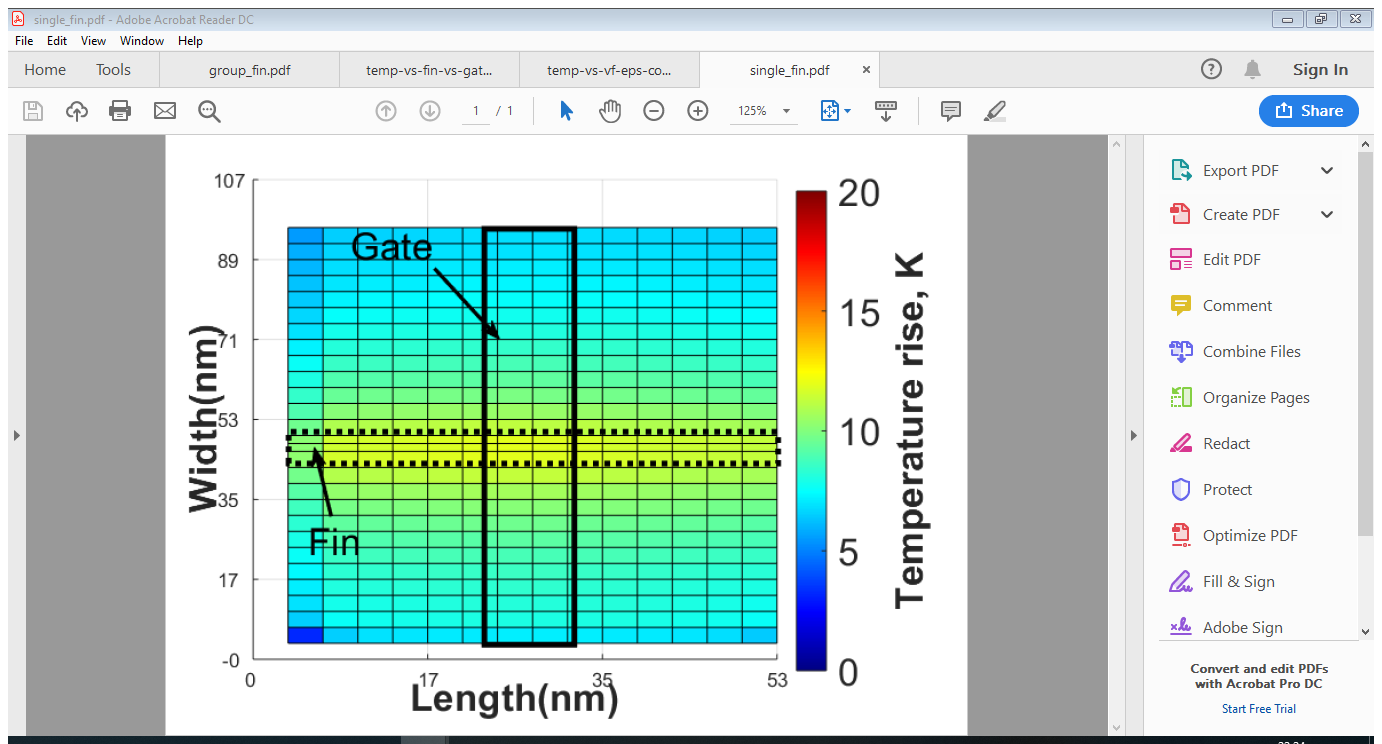 single_fin.pdf - Adobe Acrobat Reader DC
File Edit View Window Help
Home Tools group_fin.pdf temp-vs-fin-vs-gat... temp-vs-vf-eps-co... single_fin.pdf × ? Sign In
1 / 1 125% Share
107
89
71
53
35
17
-0
0 17 35 53
Width(nm)
Length(nm)
Gate
Fin
20
15
10
5
0
Temperature rise, K
Export PDF
Create PDF
Edit PDF
Comment
Combine Files
Organize Pages
Redact
Protect
Optimize PDF
Fill & Sign
Adobe Sign
Convert and edit PDFs
with Acrobat Pro DC
Start Free Trial